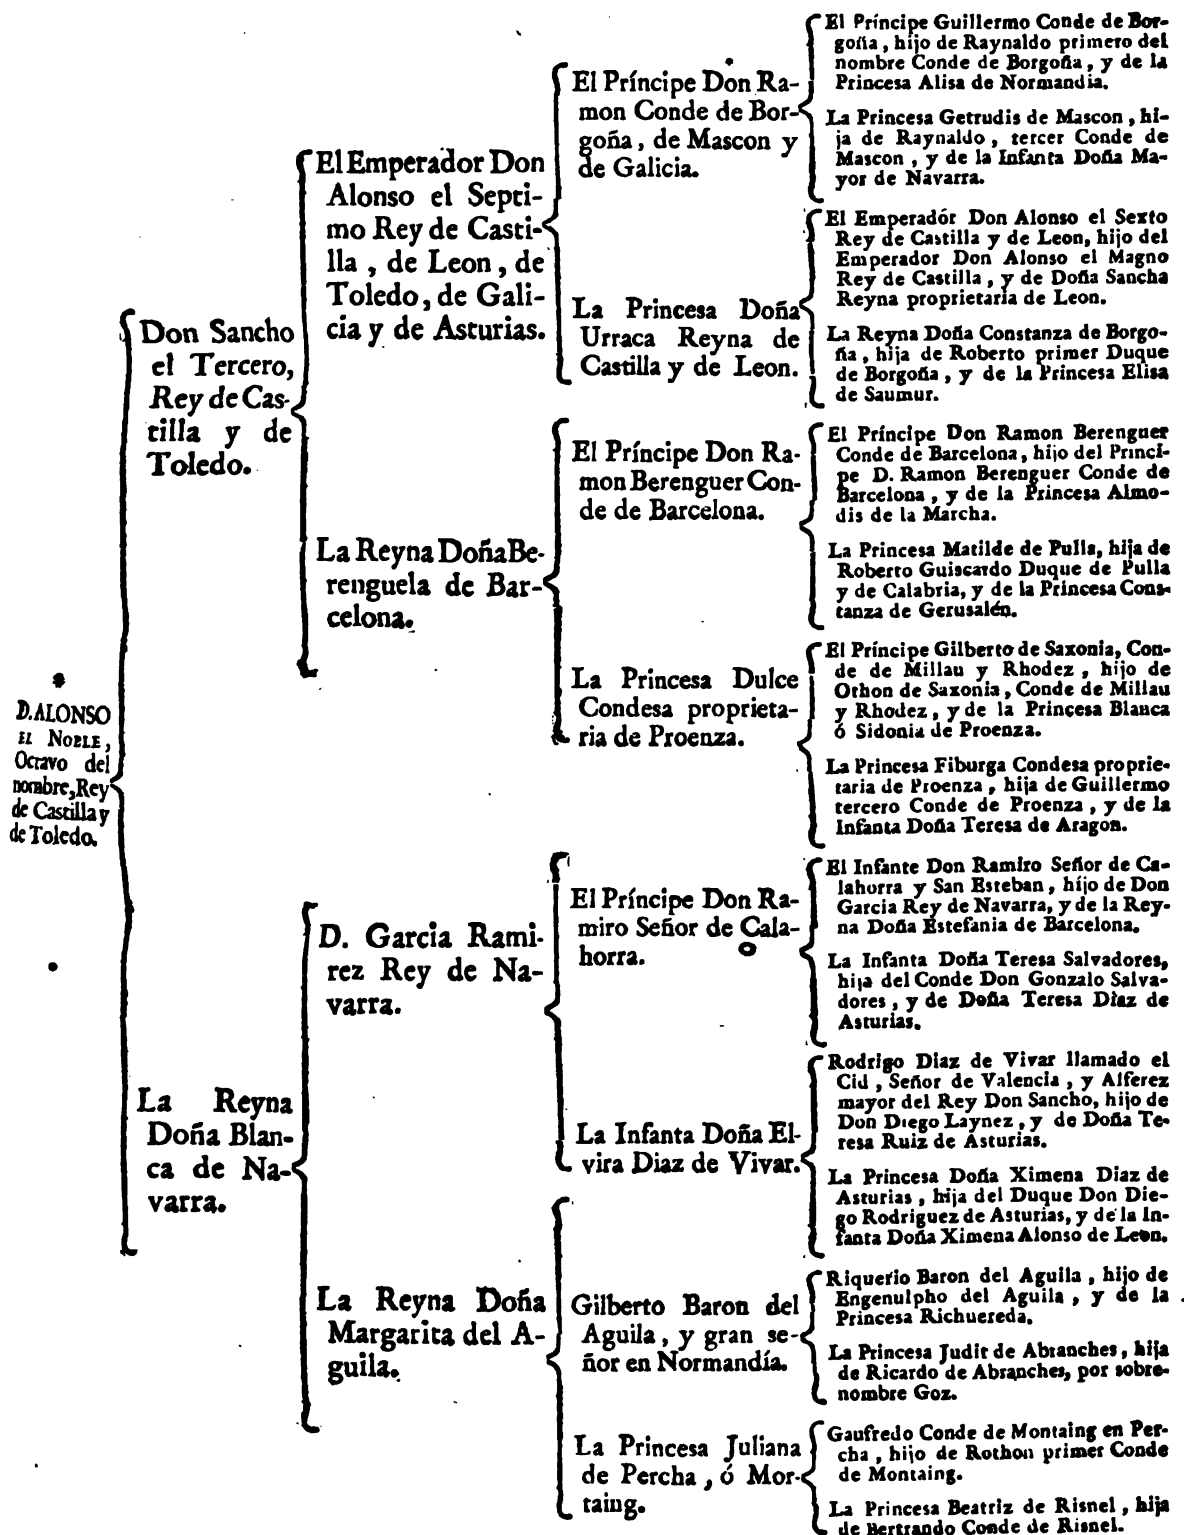 D. ALONSO
EL NOBLE,
Octavo del
nombre, Rey
de Castilla y
de Toledo.
Don Sancho
el Tercero,
Rey de Cas-
tilla y de
Toledo.
La Reyna
Doña Blan-
ca de Na-
varra.
El Emperador Don
Alonso el Septi-
mo Rey de Casti-
lla, de Leon, de
Toledo, de Gali-
cia y de Asturias.
La Reyna Doña Be-
renguela de Bar-
celona.
D. Garcia Rami-
rez Rey de Na-
varra.
La Reyna Doña
Margarita del A-
guila.
El Príncipe Don Ra-
mon Conde de Bor-
goña, de Mascon y
de Galicia.
La Princesa Doña
Urraca Reyna de
Castilla y de Leon.
El Príncipe Don Ra-
mon Berenguer Con-
de de Barcelona.
La Princesa Dulce
Condesa proprieta-
ria de Proenza.
El Príncipe Don Ra-
miro Señor de Cala-
horra.
La Infanta Doña El-
vira Diaz de Vivar.
Gilberto Baron del
Aguila, y gran se-
ñor en Normandía.
La Princesa Juliana
de Percha, ó Mor-
taing.
El Príncipe Guillermo Conde de Bor-
goña, hijo de Raynaldo primero del
nombre Conde de Borgoña, y de la
Princesa Alisa de Normandia.
La Princesa Getrudis de Mascon, hi-
ja de Raynaldo, tercer Conde de
Mascon, y de la Infanta Doña Ma-
yor de Navarra.
El Emperadór Don Alonso el Sexto
Rey de Castilla y de Leon, hijo del
Emperador Don Alonso el Magno
Rey de Castilla, y de Doña Sancha
Reyna proprietaria de Leon.
La Reyna Doña Constanza de Borgo-
ña, hija de Roberto primer Duque
de Borgoña, y de la Princesa Elisa
de Saumur.
El Príncipe Don Ramon Berenguer
Conde de Barcelona, hijo del Princi-
pe D. Ramon Berenguer Conde de
Barcelona, y de la Princesa Almo-
dis de la Marcha.
La Princesa Matilde de Pulla, hija de
Roberto Guiscardo Duque de Pulla
y de Calabria, y de la Princesa Cons-
tanza de Gerusalén.
El Príncipe Gilberto de Saxonia, Con-
de de Millau y Rhodez, hijo de
Othon de Saxonia, Conde de Millau
y Rhodez, y de la Princesa Blanca
ó Sidonia de Proenza.
La Princesa Fiburga Condesa proprie-
taria de Proenza, hija de Guillermo
tercero Conde de Proenza, y de la
Infanta Doña Teresa de Aragon.
El Infante Don Ramiro Señor de Ca-
lahorra y San Esteban, hijo de Don
Garcia Rey de Navarra, y de la Rey-
na Doña Estefania de Barcelona.
La Infanta Doña Teresa Salvadores,
hija del Conde Don Gonzalo Salva-
dores, y de Doña Teresa Diaz de
Asturias.
Rodrigo Diaz de Vivar llamado el
Cid, Señor de Valencia, y Alferez
mayor del Rey Don Sancho, hijo de
Don Diego Laynez, y de Doña Te-
resa Ruiz de Asturias.
La Princesa Doña Ximena Diaz de
Asturias, hija del Duque Don Die-
go Rodriguez de Asturias, y de la In-
fanta Doña Ximena Alonso de Leon.
Riquerio Baron del Aguila, hijo de
Engenulpho del Aguila, y de la
Princesa Richuereda.
La Princesa Judit de Abranches, hija
de Ricardo de Abranches, por sobre-
nombre Goz.
Gaufredo Conde de Montaing en Per-
cha, hijo de Rothon primer Conde
de Montaing.
La Princesa Beatriz de Risnel, hija
de Bertrando Conde de Risnel.